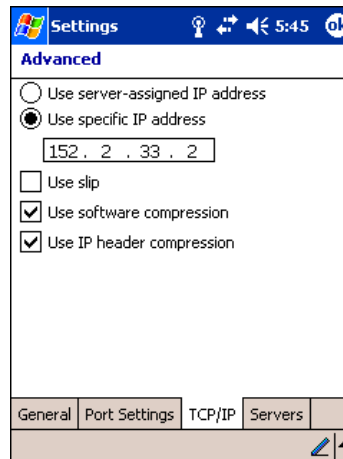 Settings 5:45 ok
Advanced
Use server-assigned IP address
Use specific IP address
152 . 2 . 33 . 2
Use slip
Use software compression
Use IP header compression
General Port Settings TCP/IP Servers